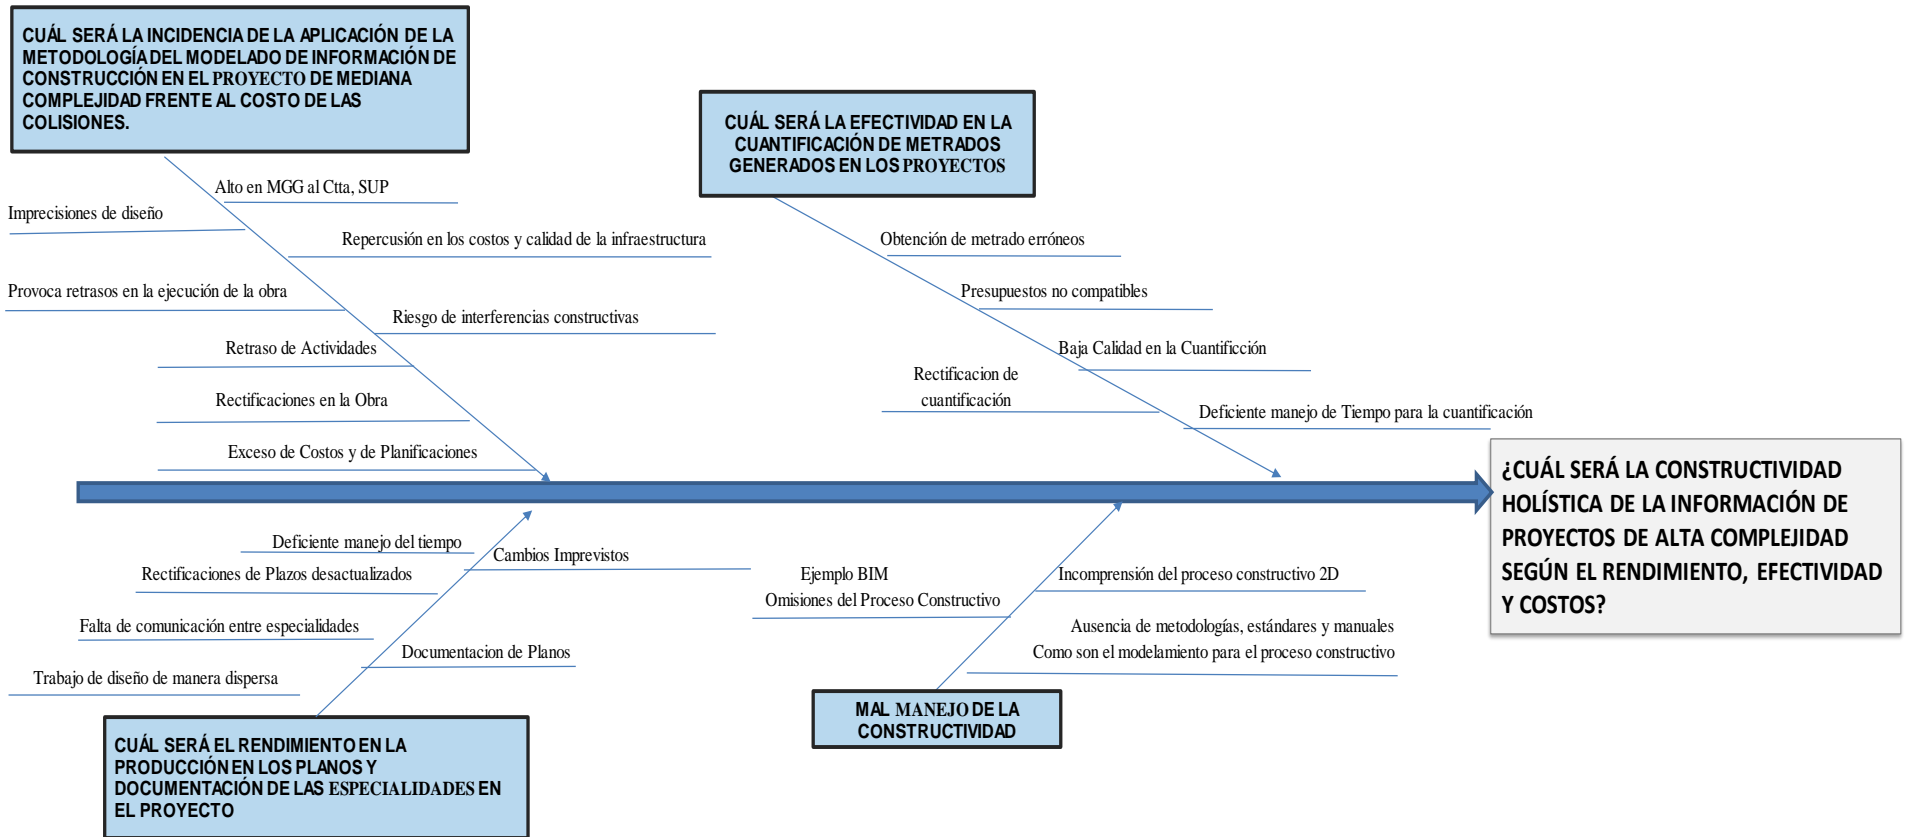 CUÁL SERÁ LA INCIDENCIA DE LA APLICACIÓN DE LA
METODOLOGÍA DEL MODELADO DE INFORMACIÓN DE
CONSTRUCCIÓN EN EL PROYECTO DE MEDIANA
COMPLEJIDAD FRENTE AL COSTO DE LAS
COLISIONES.
CUÁL SERÁ LA EFECTIVIDAD EN LA
CUANTIFICACIÓN DE METRADOS
GENERADOS EN LOS PROYECTOS
Alto en MGG al Ctta, SUP
Imprecisiones de diseño
Repercusión en los costos y calidad de la infraestructura
Provoca retrasos en la ejecución de la obra
Riesgo de interferencias constructivas
Retraso de Actividades
Rectificaciones en la Obra
Exceso de Costos y de Planificaciones
Obtención de metrado erróneos
Presupuestos no compatibles
Baja Calidad en la Cuantificción
Rectificacion de
cuantificación
Deficiente manejo de Tiempo para la cuantificación
¿CUÁL SERÁ LA CONSTRUCTIVIDAD
HOLÍSTICA DE LA INFORMACIÓN DE
PROYECTOS DE ALTA COMPLEJIDAD
SEGÚN EL RENDIMIENTO, EFECTIVIDAD
Y COSTOS?
Deficiente manejo del tiempo
Cambios Imprevistos
Rectificaciones de Plazos desactualizados
Falta de comunicación entre especialidades
Documentacion de Planos
Trabajo de diseño de manera dispersa
Ejemplo BIM
Omisiones del Proceso Constructivo
Incomprensión del proceso constructivo 2D
Ausencia de metodologías, estándares y manuales
Como son el modelamiento para el proceso constructivo
CUÁL SERÁ EL RENDIMIENTO EN LA
PRODUCCIÓN EN LOS PLANOS Y
DOCUMENTACIÓN DE LAS ESPECIALIDADES EN
EL PROYECTO
MAL MANEJO DE LA
CONSTRUCTIVIDAD